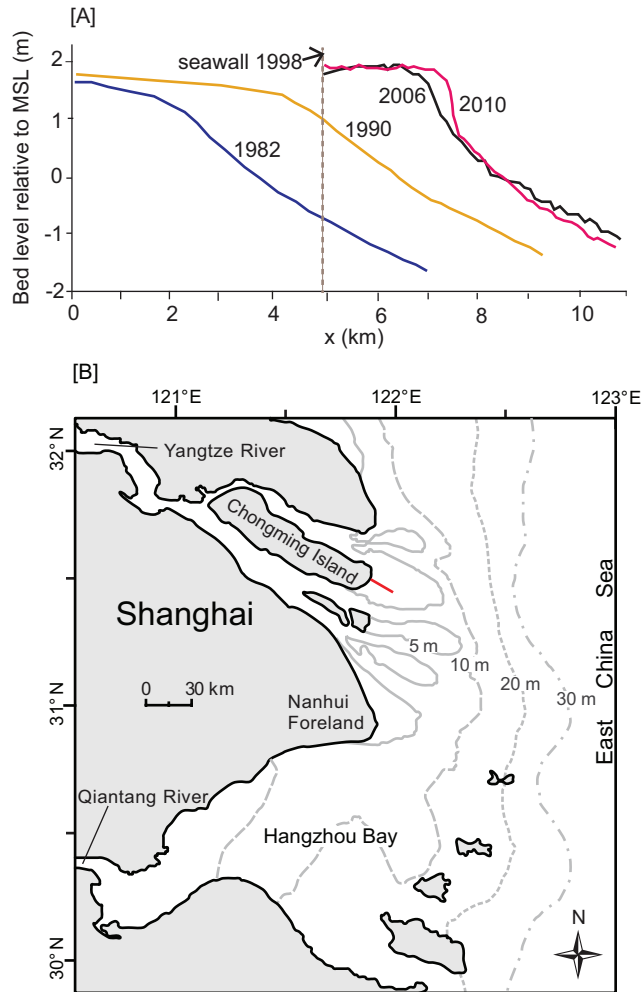 [A]
Bed level relative to MSL (m)
2
1
0
-1
-2
seawall 1998
1982
1990
2006
2010
0
2
4
6
8
10
x (km)
[B]
121°E
122°E
123°E
32°N
31°N
30°N
Yangtze River
Chongming Island
Shanghai
0 30 km
Nanhui
Foreland
5 m
10 m
20 m
30 m
East China Sea
Qiantang River
Hangzhou Bay
N